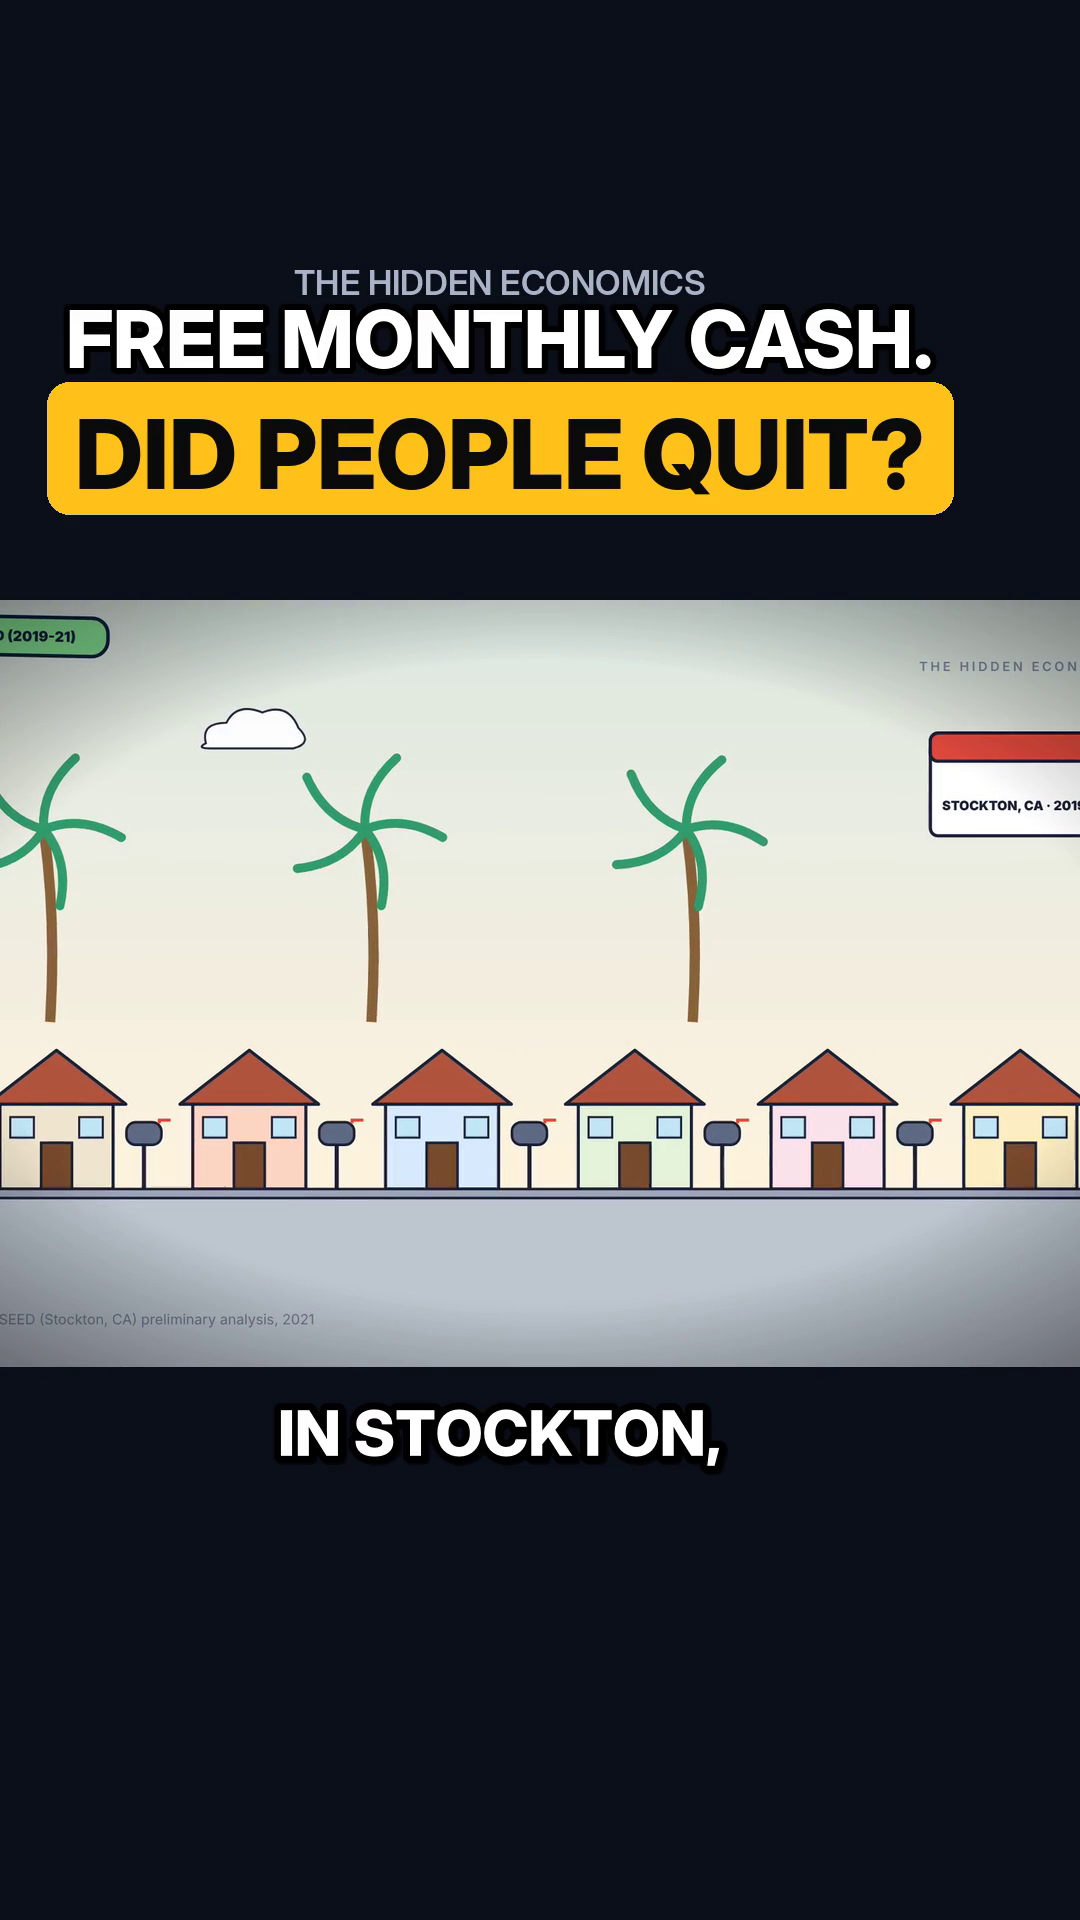 THE HIDDEN ECONOMICS
FREE MONTHLY CASH.
DID PEOPLE QUIT?
(2019-21)
THE HIDDEN ECON
STOCKTON, CA · 2019
SEED (Stockton, CA) preliminary analysis, 2021
IN STOCKTON,